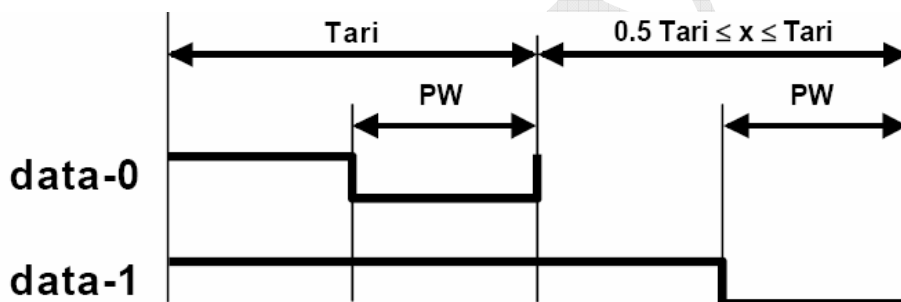 Tari
0.5 Tari ≤ x ≤ Tari
PW
PW
data-0
data-1